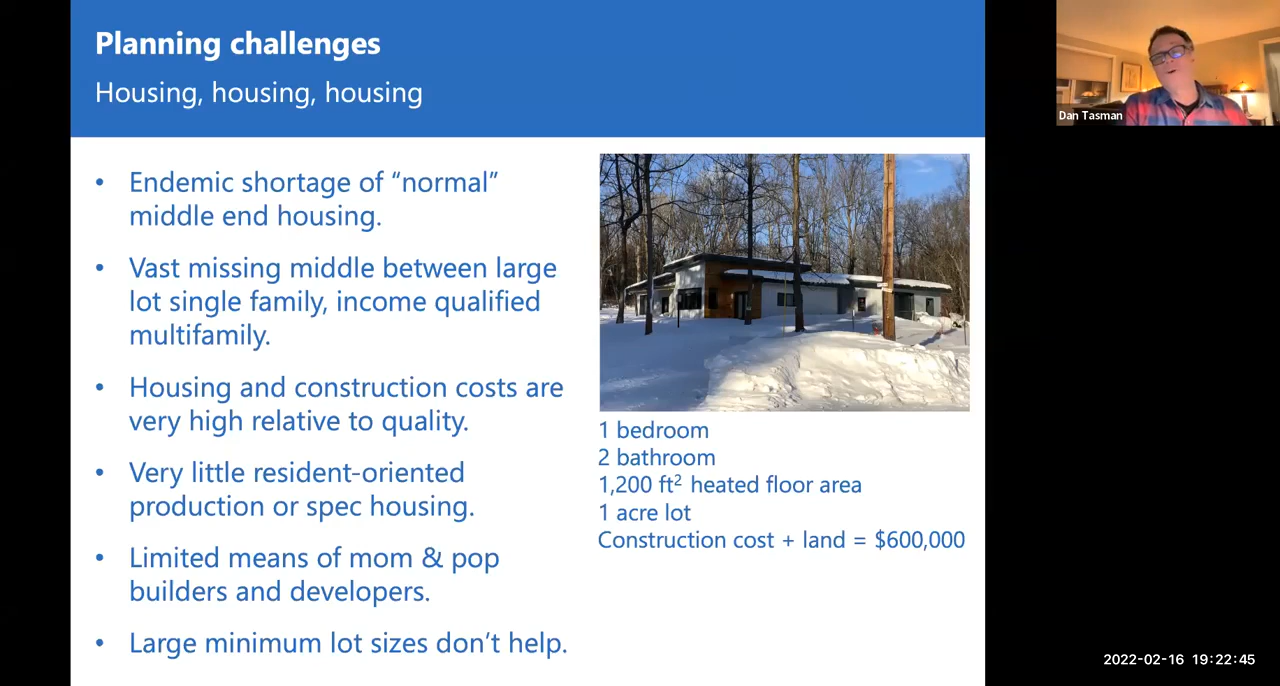 Planning challenges
Housing, housing, housing
• Endemic shortage of “normal”
middle end housing.
• Vast missing middle between large
lot single family, income qualified
multifamily.
• Housing and construction costs are
very high relative to quality.
• Very little resident-oriented
production or spec housing.
• Limited means of mom & pop
builders and developers.
• Large minimum lot sizes don’t help.
1 bedroom
2 bathroom
1,200 ft² heated floor area
1 acre lot
Construction cost + land = $600,000
Dan Tasman
2022-02-16 19:22:45